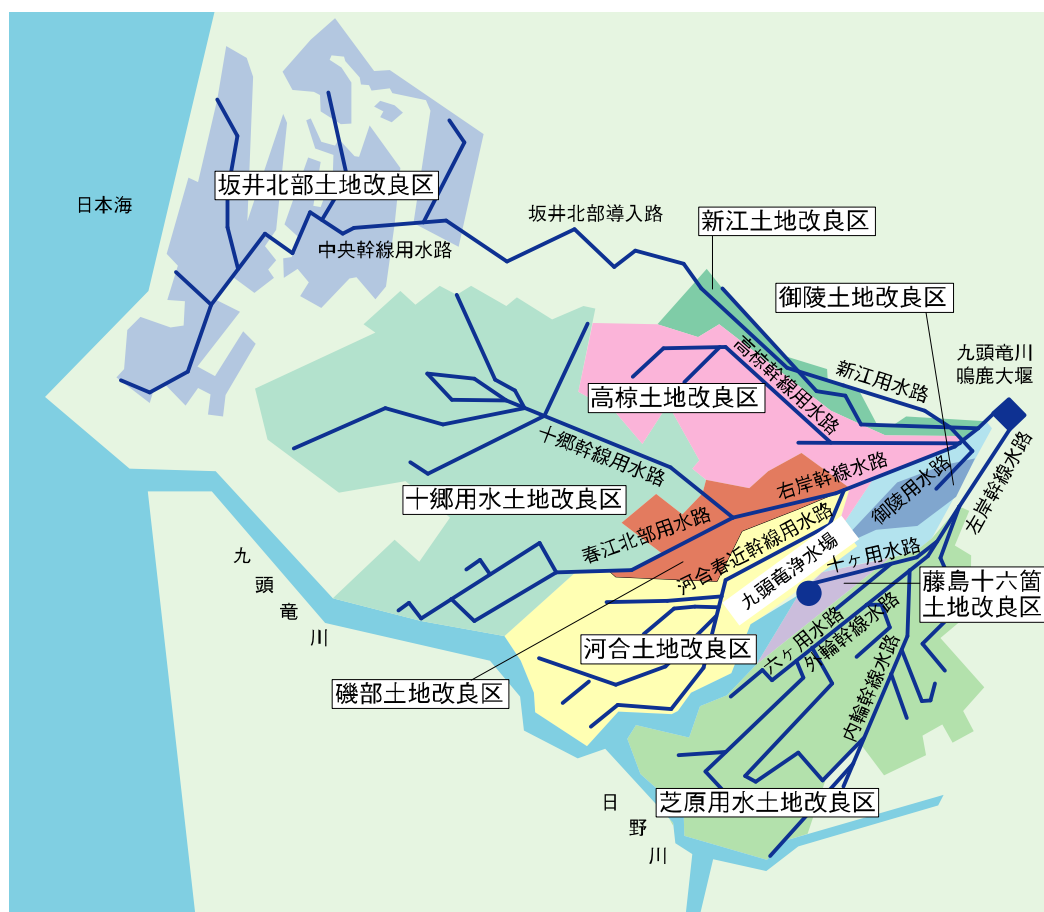 坂井北部土地改良区
日本海
坂井北部導入路
新江土地改良区
中央幹線用水路
御陵土地改良区
高椋幹線用水路
新江用水路
九頭竜川
鳴鹿大堰
高椋土地改良区
十郷幹線用水路
右岸幹線水路
御陵用水路
左岸幹線水路
十郷用水土地改良区
春江北部用水路
河合春近幹線用水路
九頭竜浄水場
十ヶ用水路
九頭竜川
藤島十六箇
土地改良区
河合土地改良区
六ヶ用水路
外輪幹線水路
内輪幹線水路
磯部土地改良区
芝原用水土地改良区
日野川